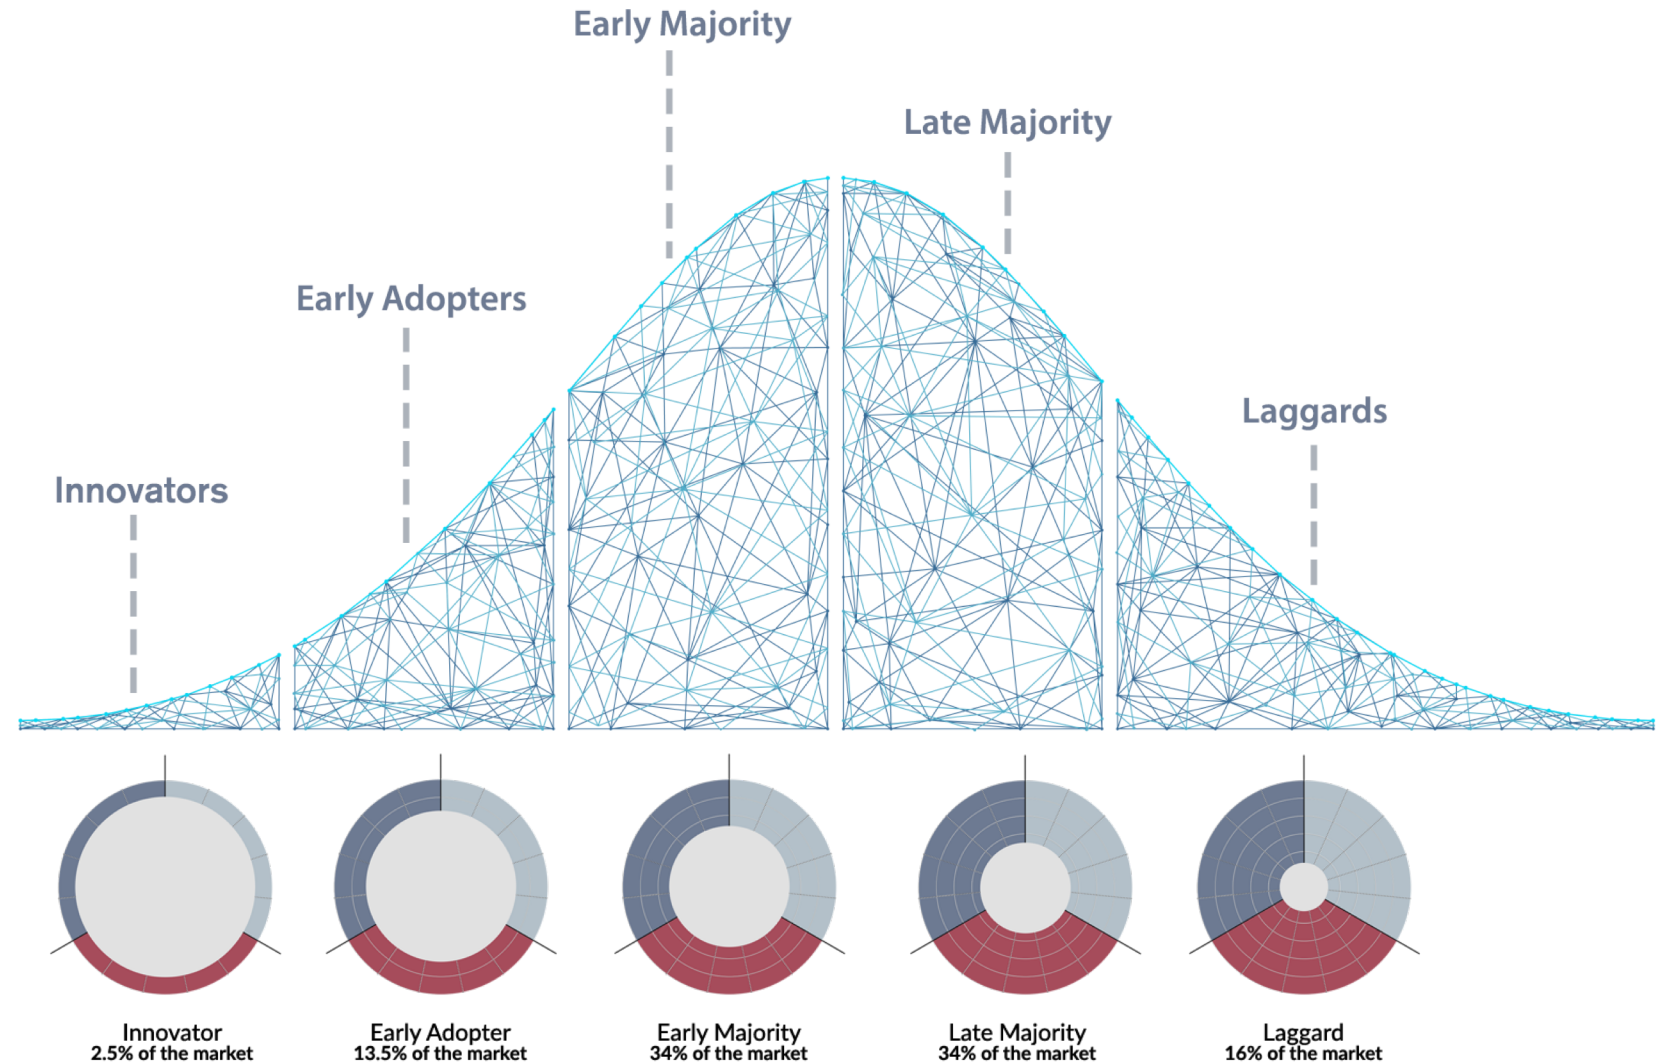 Early Majority
Late Majority
Early Adopters
Laggards
Innovators
Innovator
2.5% of the market
Early Adopter
13.5% of the market
Early Majority
34% of the market
Late Majority
34% of the market
Laggard
16% of the market